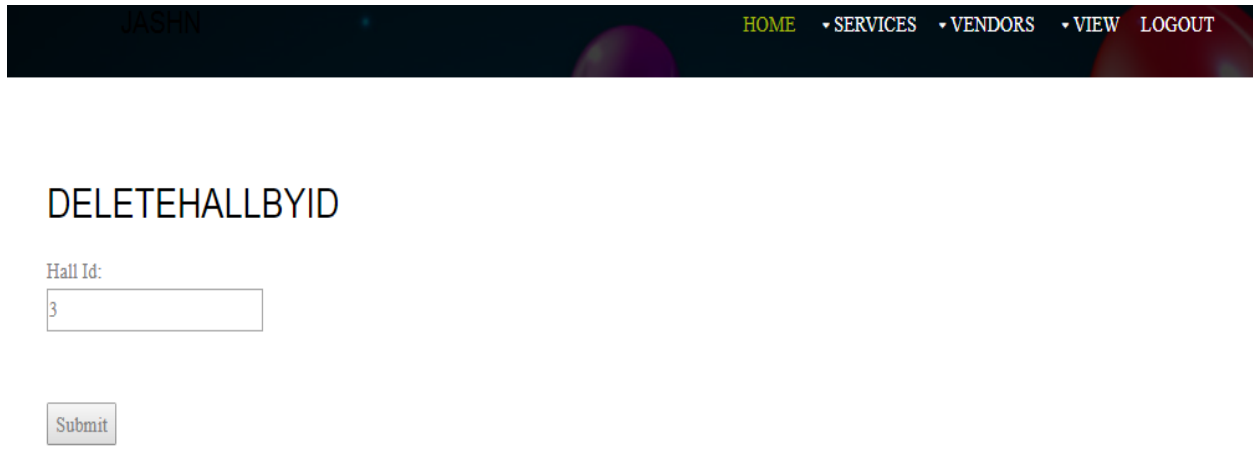 JASHN HOME SERVICES VENDORS VIEW LOGOUT
DELETEHALLBYID
Hall Id:
3
Submit